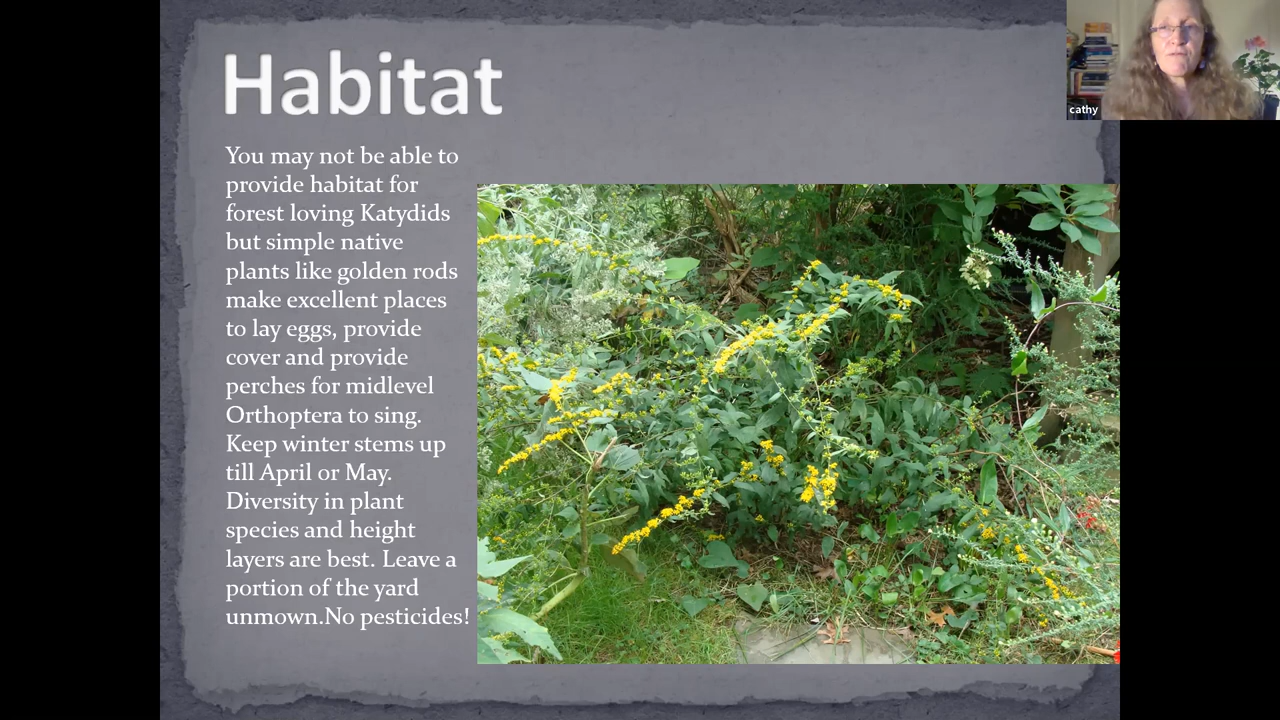 Habitat
cathy
You may not be able to
provide habitat for
forest loving Katydids
but simple native
plants like golden rods
make excellent places
to lay eggs, provide
cover and provide
perches for midlevel
Orthoptera to sing.
Keep winter stems up
till April or May.
Diversity in plant
species and height
layers are best. Leave a
portion of the yard
unmown.No pesticides!